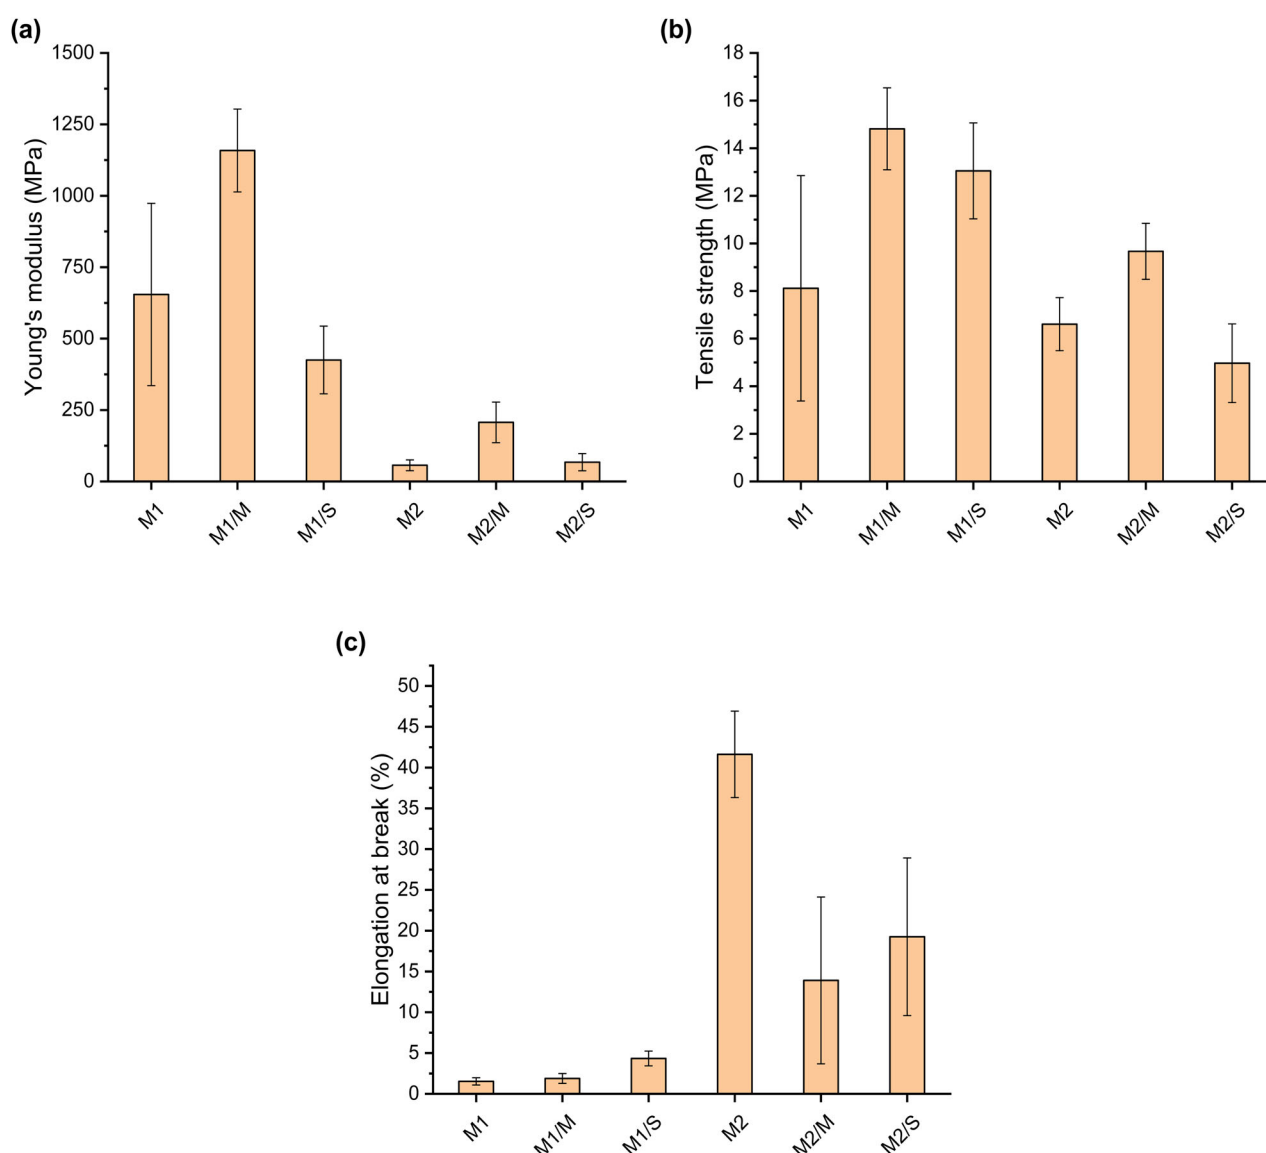 (a)
Young's modulus (MPa)
1500
1250
1000
750
500
250
0
M1
M1/M
M1/S
M2
M2/M
M2/S
(b)
Tensile strength (MPa)
18
16
14
12
10
8
6
4
2
0
M1
M1/M
M1/S
M2
M2/M
M2/S
(c)
Elongation at break (%)
50
45
40
35
30
25
20
15
10
5
0
M1
M1/M
M1/S
M2
M2/M
M2/S